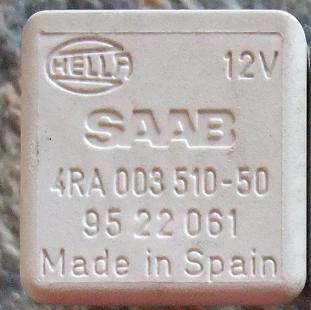 HELLA 12V
SAAB
4RA 003 510-50
95 22 061
Made in Spain